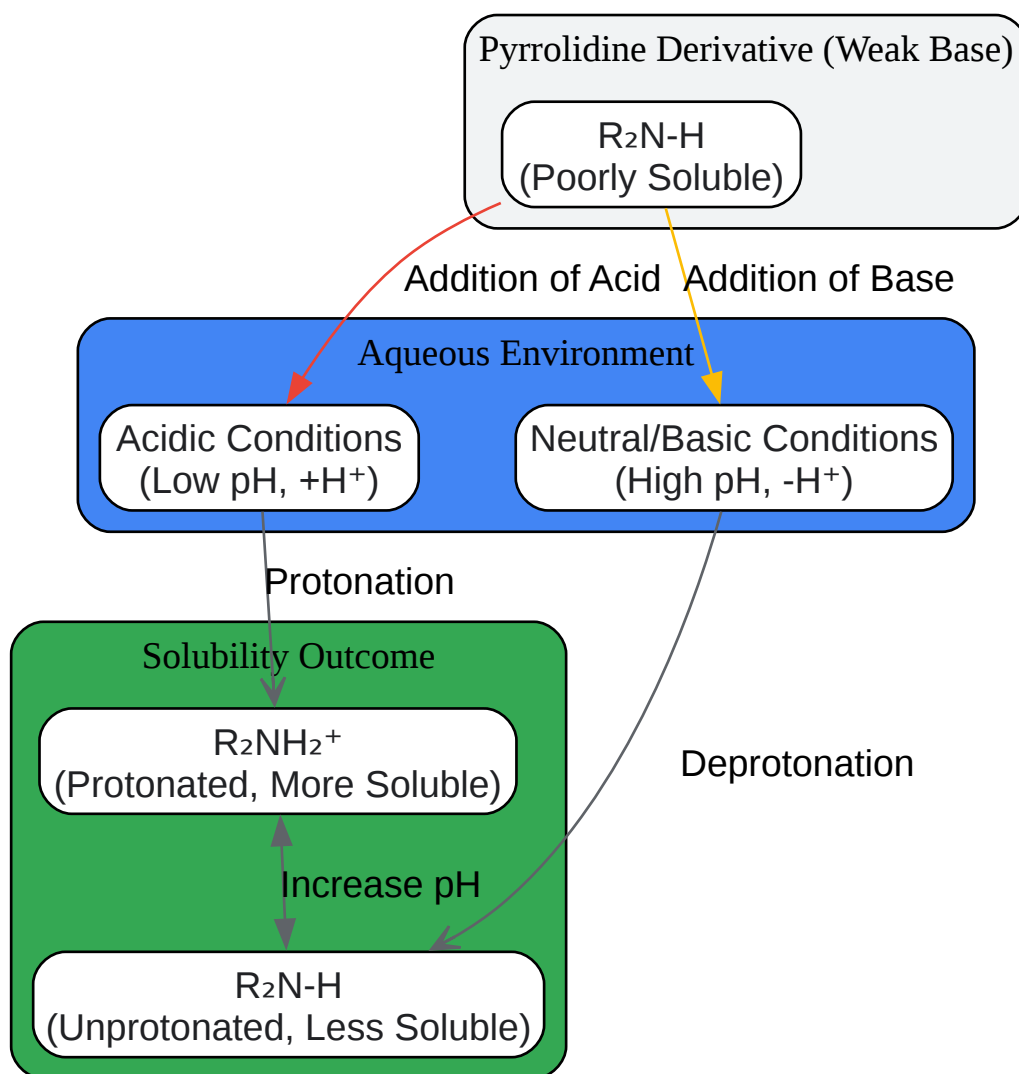 Pyrrolidine Derivative (Weak Base)
R₂N-H
(Poorly Soluble)
Addition of Acid
Addition of Base
Aqueous Environment
Acidic Conditions
(Low pH, +H⁺)
Neutral/Basic Conditions
(High pH, -H⁺)
Protonation
Solubility Outcome
R₂NH₂⁺
(Protonated, More Soluble)
Deprotonation
Increase pH
R₂N-H
(Unprotonated, Less Soluble)